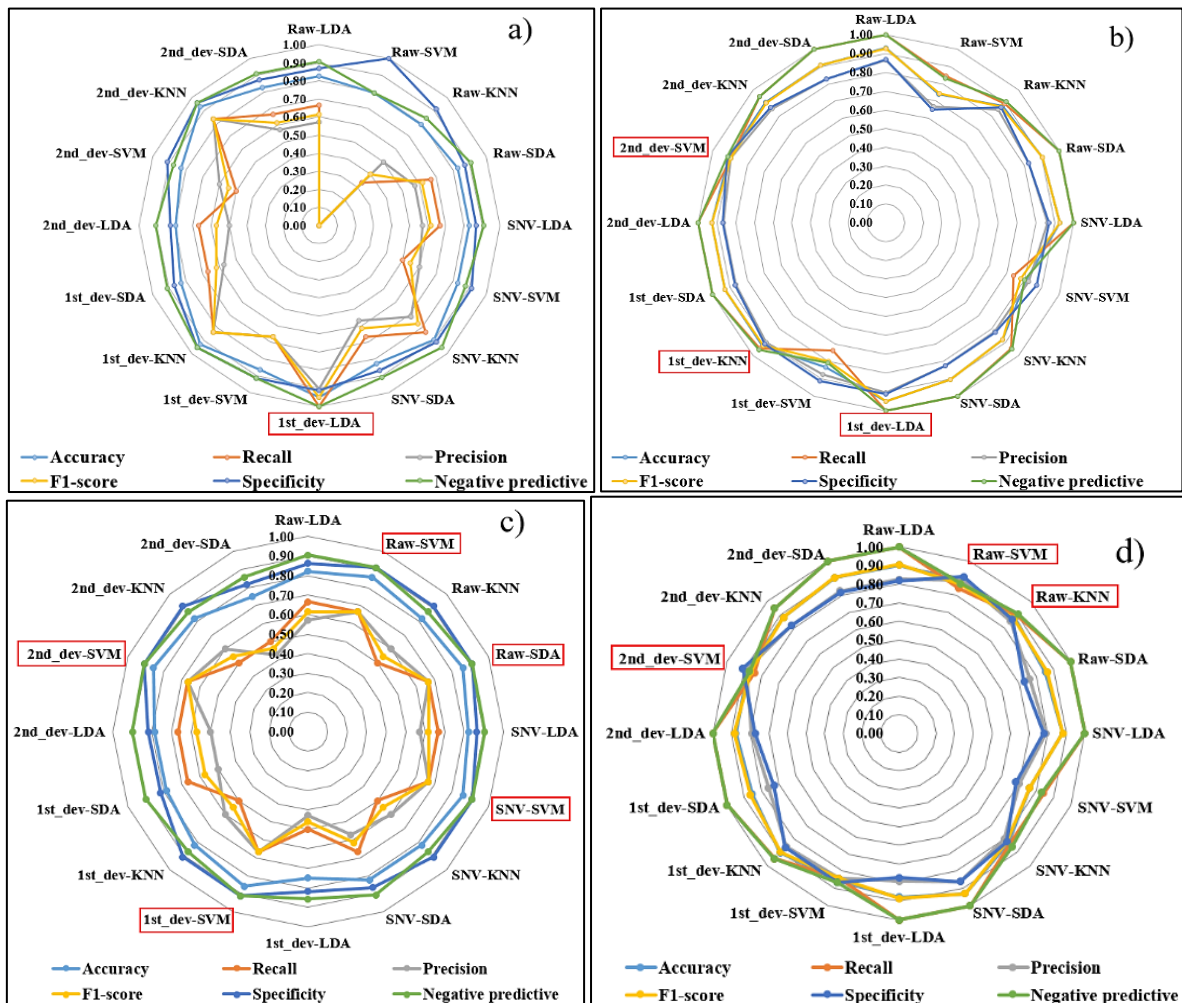 a)
Raw-LDA
2nd_dev-SDA
Raw-SVM
2nd_dev-KNN
Raw-KNN
2nd_dev-SVM
Raw-SDA
2nd_dev-LDA
SNV-LDA
1st_dev-SDA
SNV-SVM
1st_dev-KNN
SNV-KNN
1st_dev-SVM
SNV-SDA
1st_dev-LDA
1.00
0.90
0.80
0.70
0.60
0.50
0.40
0.30
0.20
0.10
0.00
Accuracy Recall Precision
F1-score Specificity Negative predictive
b)
Raw-LDA
2nd_dev-SDA
Raw-SVM
2nd_dev-KNN
Raw-KNN
2nd_dev-SVM
Raw-SDA
2nd_dev-LDA
SNV-LDA
1st_dev-SDA
SNV-SVM
1st_dev-KNN
SNV-KNN
1st_dev-SVM
SNV-SDA
1st_dev-LDA
1.00
0.90
0.80
0.70
0.60
0.50
0.40
0.30
0.20
0.10
0.00
Accuracy Recall Precision
F1-score Specificity Negative predictive
c)
Raw-LDA
2nd_dev-SDA
Raw-SVM
2nd_dev-KNN
Raw-KNN
2nd_dev-SVM
Raw-SDA
2nd_dev-LDA
SNV-LDA
1st_dev-SDA
SNV-SVM
1st_dev-KNN
SNV-KNN
1st_dev-SVM
SNV-SDA
1st_dev-LDA
1.00
0.90
0.80
0.70
0.60
0.50
0.40
0.30
0.20
0.10
0.00
Accuracy Recall Precision
F1-score Specificity Negative predictive
d)
Raw-LDA
2nd_dev-SDA
Raw-SVM
2nd_dev-KNN
Raw-KNN
2nd_dev-SVM
Raw-SDA
2nd_dev-LDA
SNV-LDA
1st_dev-SDA
SNV-SVM
1st_dev-KNN
SNV-KNN
1st_dev-SVM
SNV-SDA
1st_dev-LDA
1.00
0.90
0.80
0.70
0.60
0.50
0.40
0.30
0.20
0.10
0.00
Accuracy Recall Precision
F1-score Specificity Negative predictive